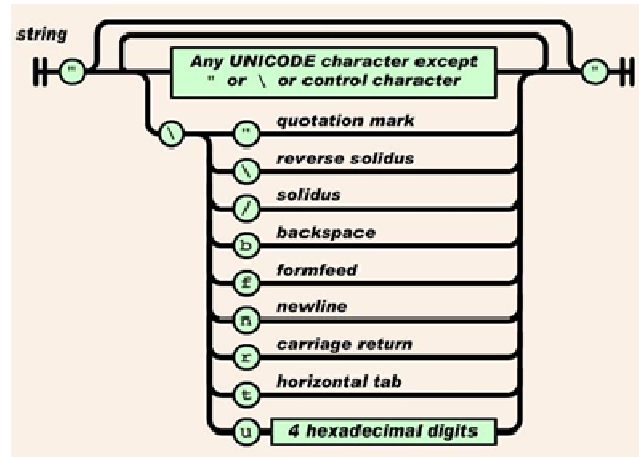 string
" Any UNICODE character except "
" or \ or control character
\ " quotation mark
\ reverse solidus
/ solidus
b backspace
f formfeed
n newline
r carriage return
t horizontal tab
u 4 hexadecimal digits